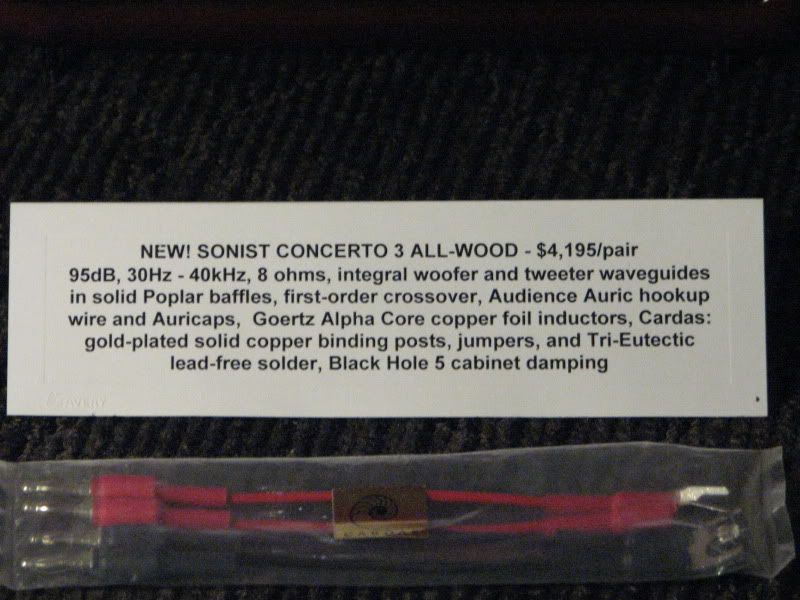 NEW! SONIST CONCERTO 3 ALL-WOOD - $4,195/pair
95dB, 30Hz - 40kHz, 8 ohms, integral woofer and tweeter waveguides
in solid Poplar baffles, first-order crossover, Audience Auric hookup
wire and Auricaps, Goertz Alpha Core copper foil inductors, Cardas:
gold-plated solid copper binding posts, jumpers, and Tri-Eutectic
lead-free solder, Black Hole 5 cabinet damping
AVERY
CARDAS